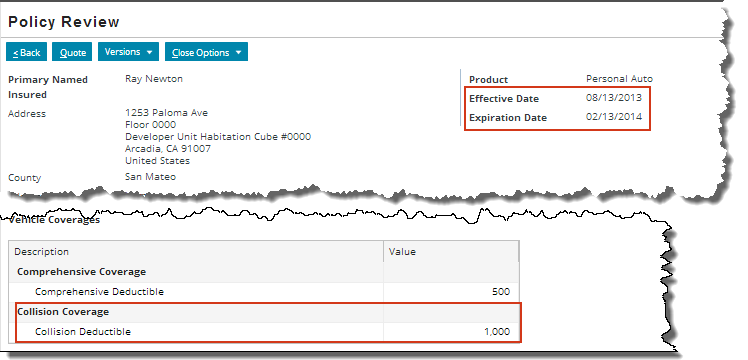 Policy Review
< Back Quote Versions Close Options
Primary Named Insured Ray Newton
Address 1253 Paloma Ave
Floor 0000
Developer Unit Habitation Cube #0000
Arcadia, CA 91007
United States
County San Mateo
Product Personal Auto
Effective Date 08/13/2013
Expiration Date 02/13/2014
Vehicle Coverages
Description Value
Comprehensive Coverage
Comprehensive Deductible 500
Collision Coverage
Collision Deductible 1,000